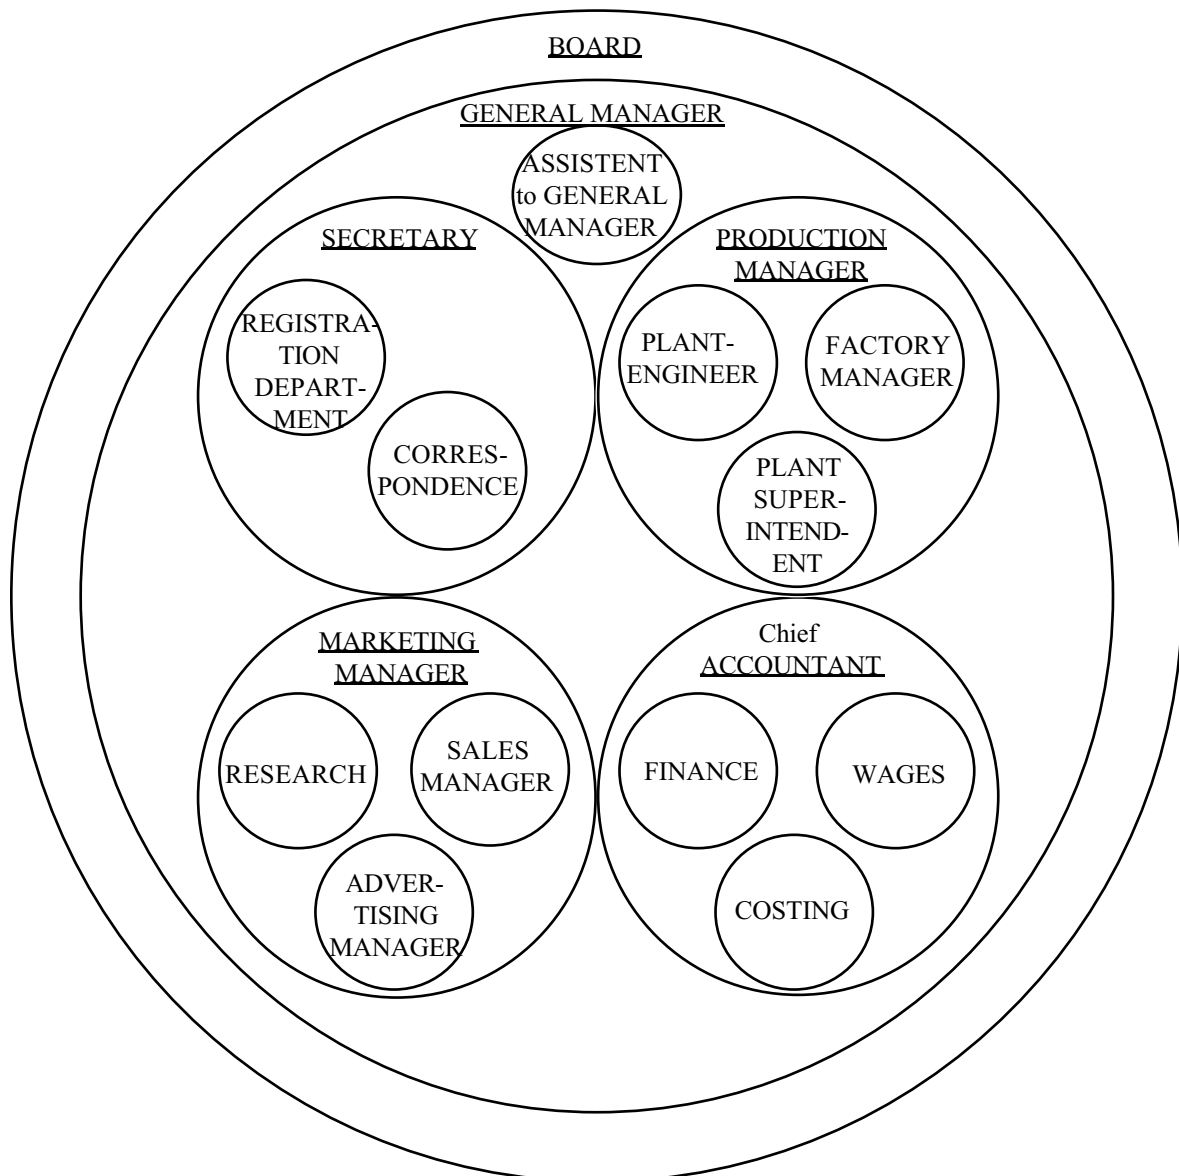 BOARD
GENERAL MANAGER
ASSISTENT
to GENERAL
MANAGER
SECRETARY
REGISTRA-
TION
DEPART-
MENT
CORRES-
PONDENCE
PRODUCTION
MANAGER
PLANT-
ENGINEER
FACTORY
MANAGER
PLANT
SUPER-
INTEND-
ENT
MARKETING
MANAGER
RESEARCH
SALES
MANAGER
ADVER-
TISING
MANAGER
Chief
ACCOUNTANT
FINANCE
WAGES
COSTING